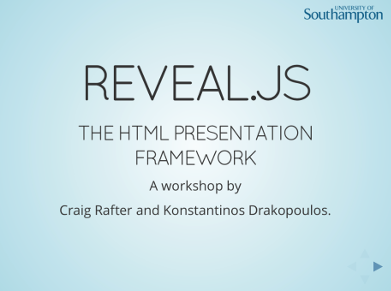 UNIVERSITY OF
Southampton
REVEAL.JS
THE HTML PRESENTATION
FRAMEWORK
A workshop by
Craig Rafter and Konstantinos Drakopoulos.